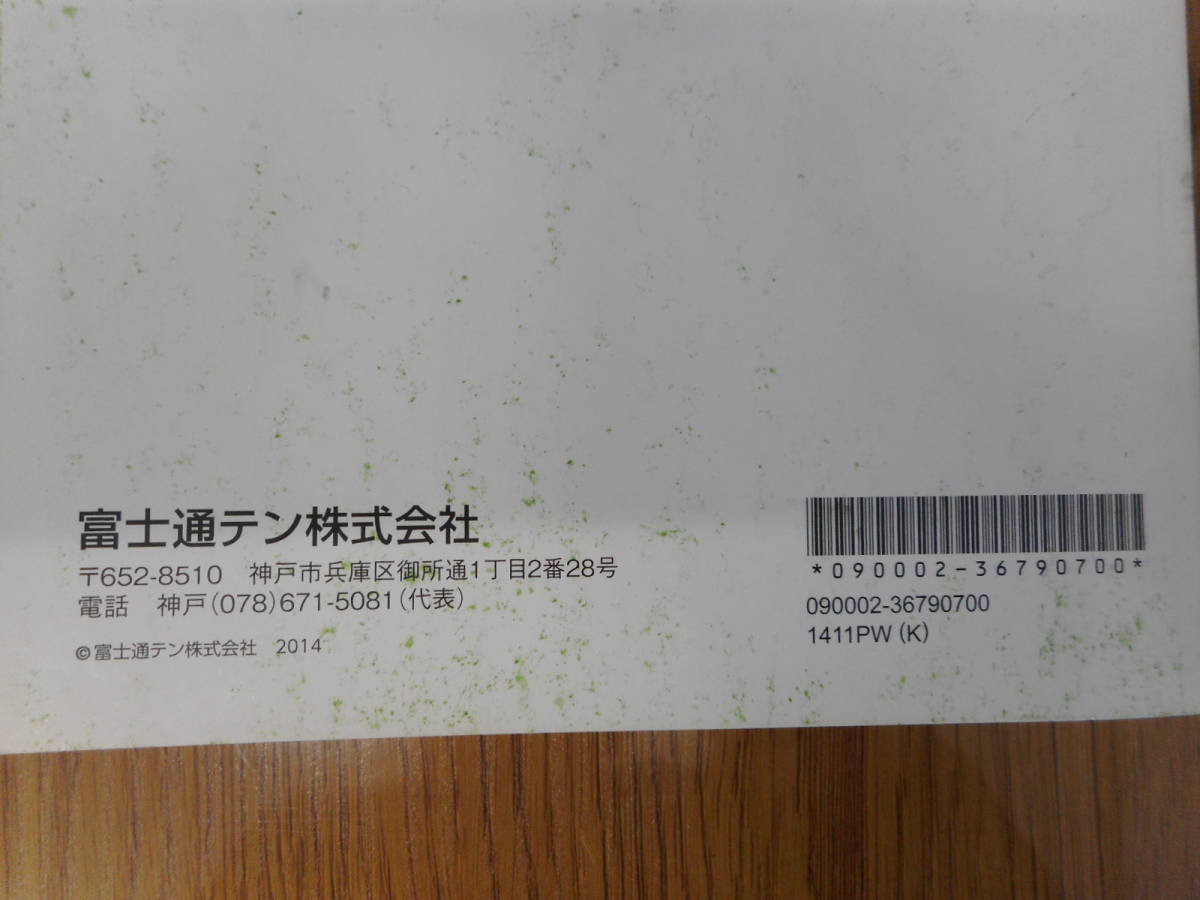 富士通テン株式会社
〒652-8510　神戸市兵庫区御所通1丁目2番28号
電話　神戸(078)671-5081(代表)
©富士通テン株式会社　2014
*090002-36790700*
090002-36790700
1411PW(K)